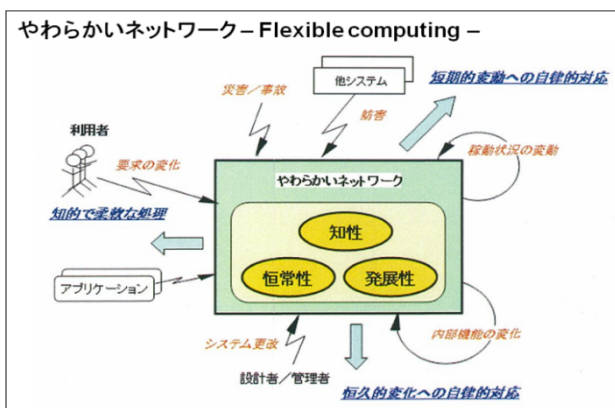 やわらかいネットワーク – Flexible computing –
他システム
災害／事故
短期的変動への自律的対応
妨害
利用者
稼動状況の変動
要求の変化
やわらかいネットワーク
知的で柔軟な処理
知性
恒常性
発展性
アプリケーション
システム更改
内部機能の変化
設計者／管理者
恒久的変化への自律的対応